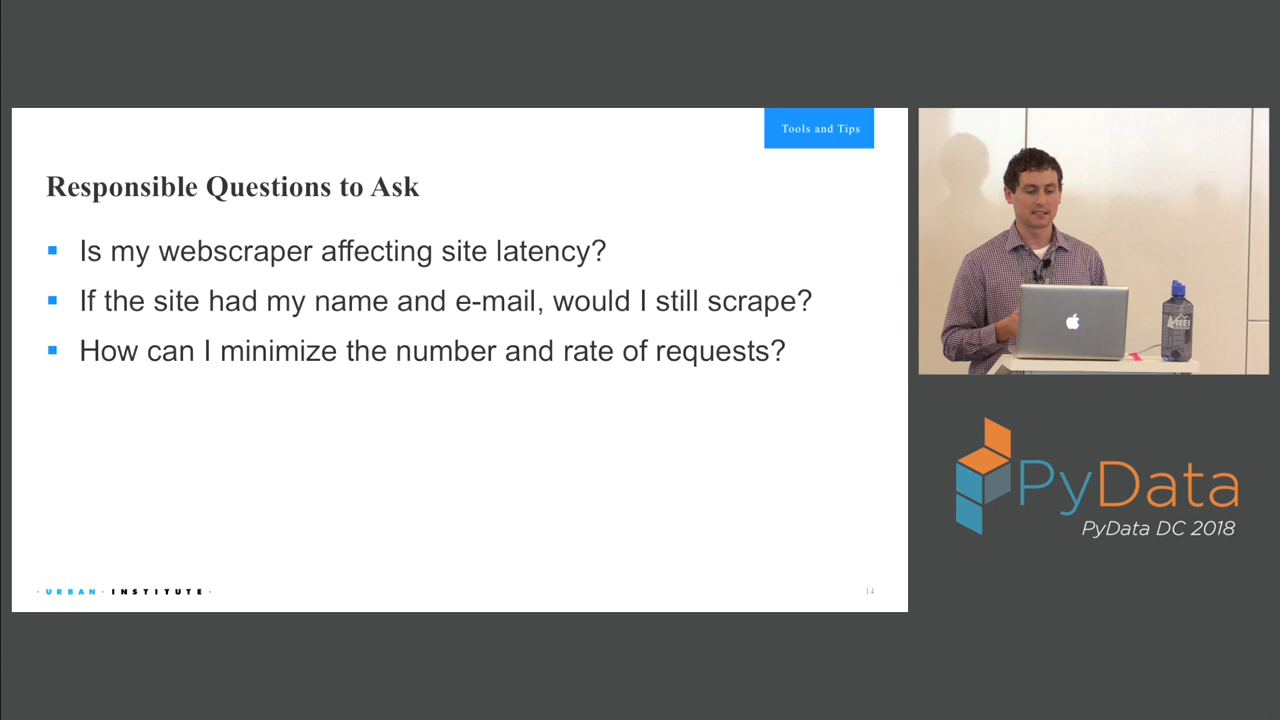 Tools and Tips
Responsible Questions to Ask
Is my webscraper affecting site latency?
If the site had my name and e-mail, would I still scrape?
How can I minimize the number and rate of requests?
URBAN · INSTITUTE
14
REI
PyData
PyData DC 2018